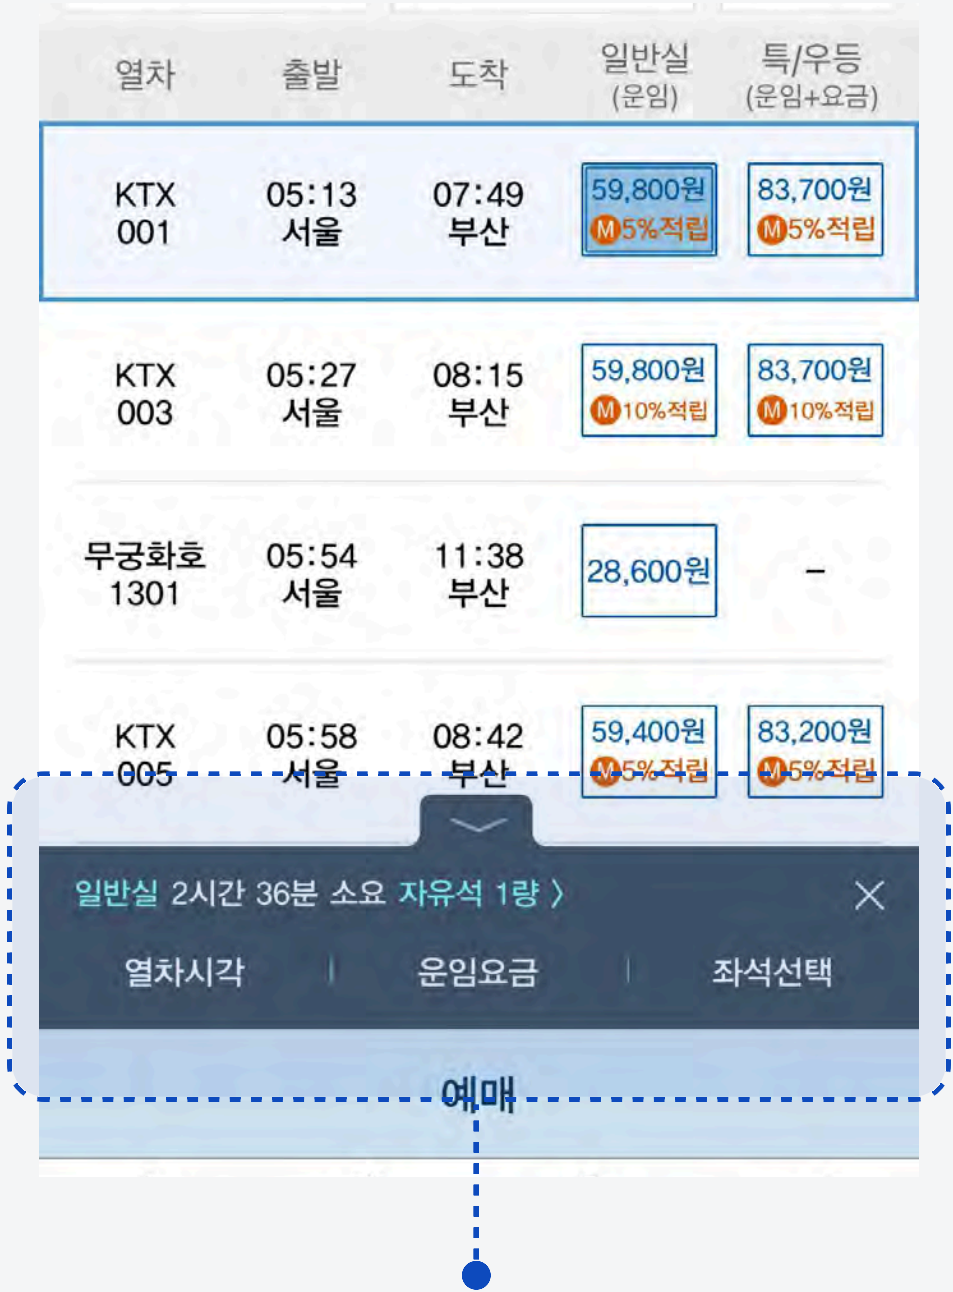 열차 출발 도착 일반실 (운임) 특/우등 (운임+요금)
KTX 001 05:13 서울 07:49 부산 59,800원 M 5%적립 83,700원 M 5%적립
KTX 003 05:27 서울 08:15 부산 59,800원 M 10%적립 83,700원 M 10%적립
무궁화호 1301 05:54 서울 11:38 부산 28,600원 -
KTX 005 05:58 서울 08:42 부산 59,400원 M 5%적립 83,200원 M 5%적립
일반실 2시간 36분 소요 자유석 1량 〉
열차시각 | 운임요금 | 좌석선택
예매